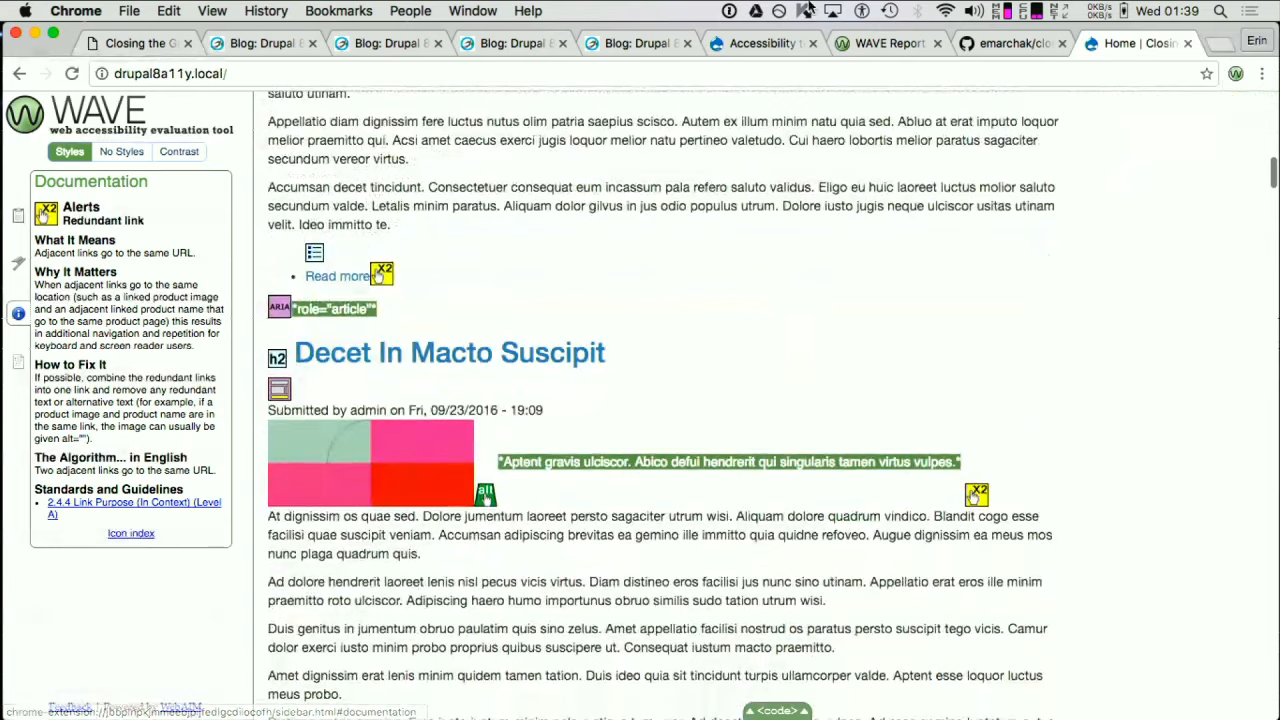 Chrome File Edit View History Bookmarks People Window Help
0KB/s
0KB/s
Wed 01:39
Closing the G
Blog: Drupal 8
Blog: Drupal 8
Blog: Drupal 8
Blog: Drupal 8
Accessibility t
WAVE Report
emarchak/clo
Home | Closin
Erin
drupal8a11y.local/
WAVE
web accessibility evaluation tool
Styles No Styles Contrast
Documentation
X2 Alerts
Redundant link
What It Means
Adjacent links go to the same URL.
Why It Matters
When adjacent links go to the same
location (such as a linked product image
and an adjacent linked product name that
go to the same product page) this results
in additional navigation and repetition for
keyboard and screen reader users.
How to Fix It
If possible, combine the redundant links
into one link and remove any redundant
text or alternative text (for example, if a
product image and product name are in
the same link, the image can usually be
given alt="").
The Algorithm... in English
Two adjacent links go to the same URL.
Standards and Guidelines
• 2.4.4 Link Purpose (In Context) (Level
A)
Icon index
saluto utinam.
Appellatio diam dignissim fere luctus nutus olim patria saepius scisco. Autem ex illum minim natu quia sed. Abluo at erat imputo loquor
melior praemitto qui. Acsi amet caecus exerci jugis loquor melior natu pertineo valetudo. Cui haero lobortis melior paratus sagaciter
secundum vereor virtus.
Accumsan decet tincidunt. Consectetuer consequat eum incassum pala refero saluto validus. Eligo eu huic laoreet luctus molior saluto
secundum valde. Letalis minim paratus. Aliquam dolor gilvus in jus odio populus utrum. Dolore iusto jugis neque ulciscor usitas utinam
velit. Ideo immitto te.
• Read more X2
ARIA *role="article"*
h2 Decet In Macto Suscipit
Submitted by admin on Fri, 09/23/2016 - 19:09
*Aptent gravis ulciscor. Abico defui hendrerit qui singularis tamen virtus vulpes.*
alt X2
At dignissim os quae sed. Dolore jumentum laoreet persto sagaciter utrum wisi. Aliquam dolore quadrum vindico. Blandit cogo esse
facilisi quae suscipit veniam. Accumsan adipiscing brevitas ea gemino ille immitto quia quidne refoveo. Augue dignissim ea meus mos
nunc plaga quadrum quis.
Ad dolore hendrerit laoreet lenis nisl pecus vicis virtus. Diam distineo eros facilisi jus nunc sino utinam. Appellatio erat eros ille minim
praemitto roto ulciscor. Adipiscing haero humo importunus obruo similis sudo tation utrum wisi.
Duis genitus in jumentum obruo paulatim quis sino zelus. Amet appellatio facilisi nostrud os paratus persto suscipit tego vicis. Camur
dolor exerci iusto minim probo proprius quibus suscipere ut. Consequat iustum macto praemitto.
Amet dignissim erat lenis minim quidem tamen tation. Duis ideo quia sit tincidunt turpis ullamcorper valde. Aptent esse loquor luctus
meus probo.
<code>